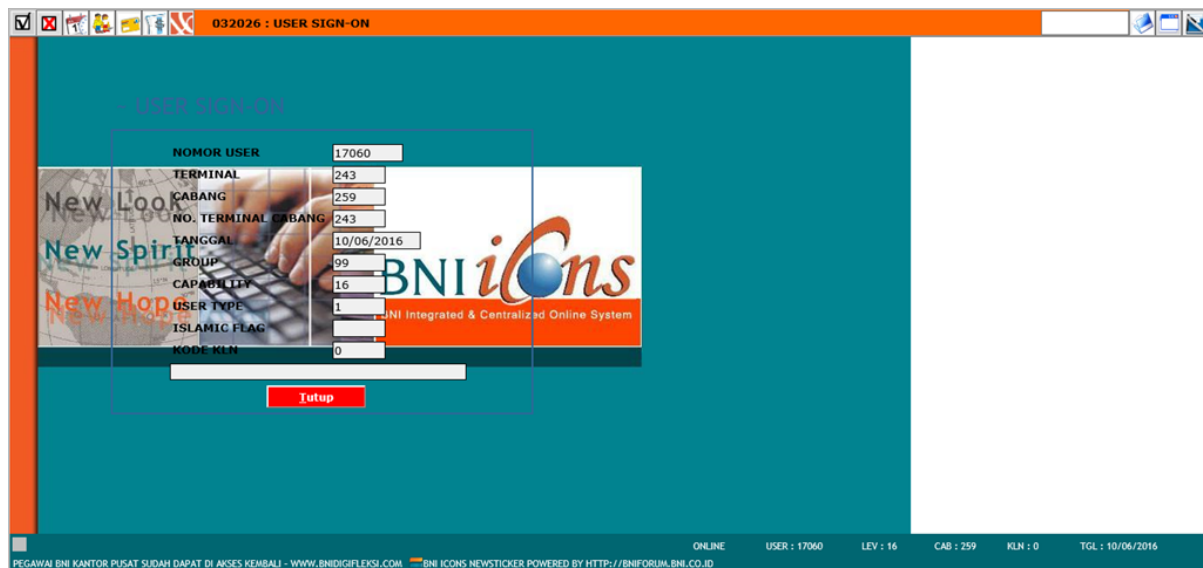 032026 : USER SIGN-ON
- USER SIGN-ON
NOMOR USER 17060
TERMINAL 243
CABANG 259
NO. TERMINAL CABANG 243
TANGGAL 10/06/2016
GROUP 99
CAPABILITY 16
USER TYPE 1
ISLAMIC FLAG
KODE KLN 0
Tutup
New Look
New Spirit
New Hope
BNI icons
BNI Integrated & Centralized Online System
ONLINE USER : 17060 LEV : 16 CAB : 259 KLN : 0 TGL : 10/06/2016
PEGAWAI BNI KANTOR PUSAT SUDAH DAPAT DI AKSES KEMBALI - WWW.BNIDIGIFLEKSI.COM BNI ICONS NEWSTICKER POWERED BY HTTP://BNIFORUM.BNI.CO.ID